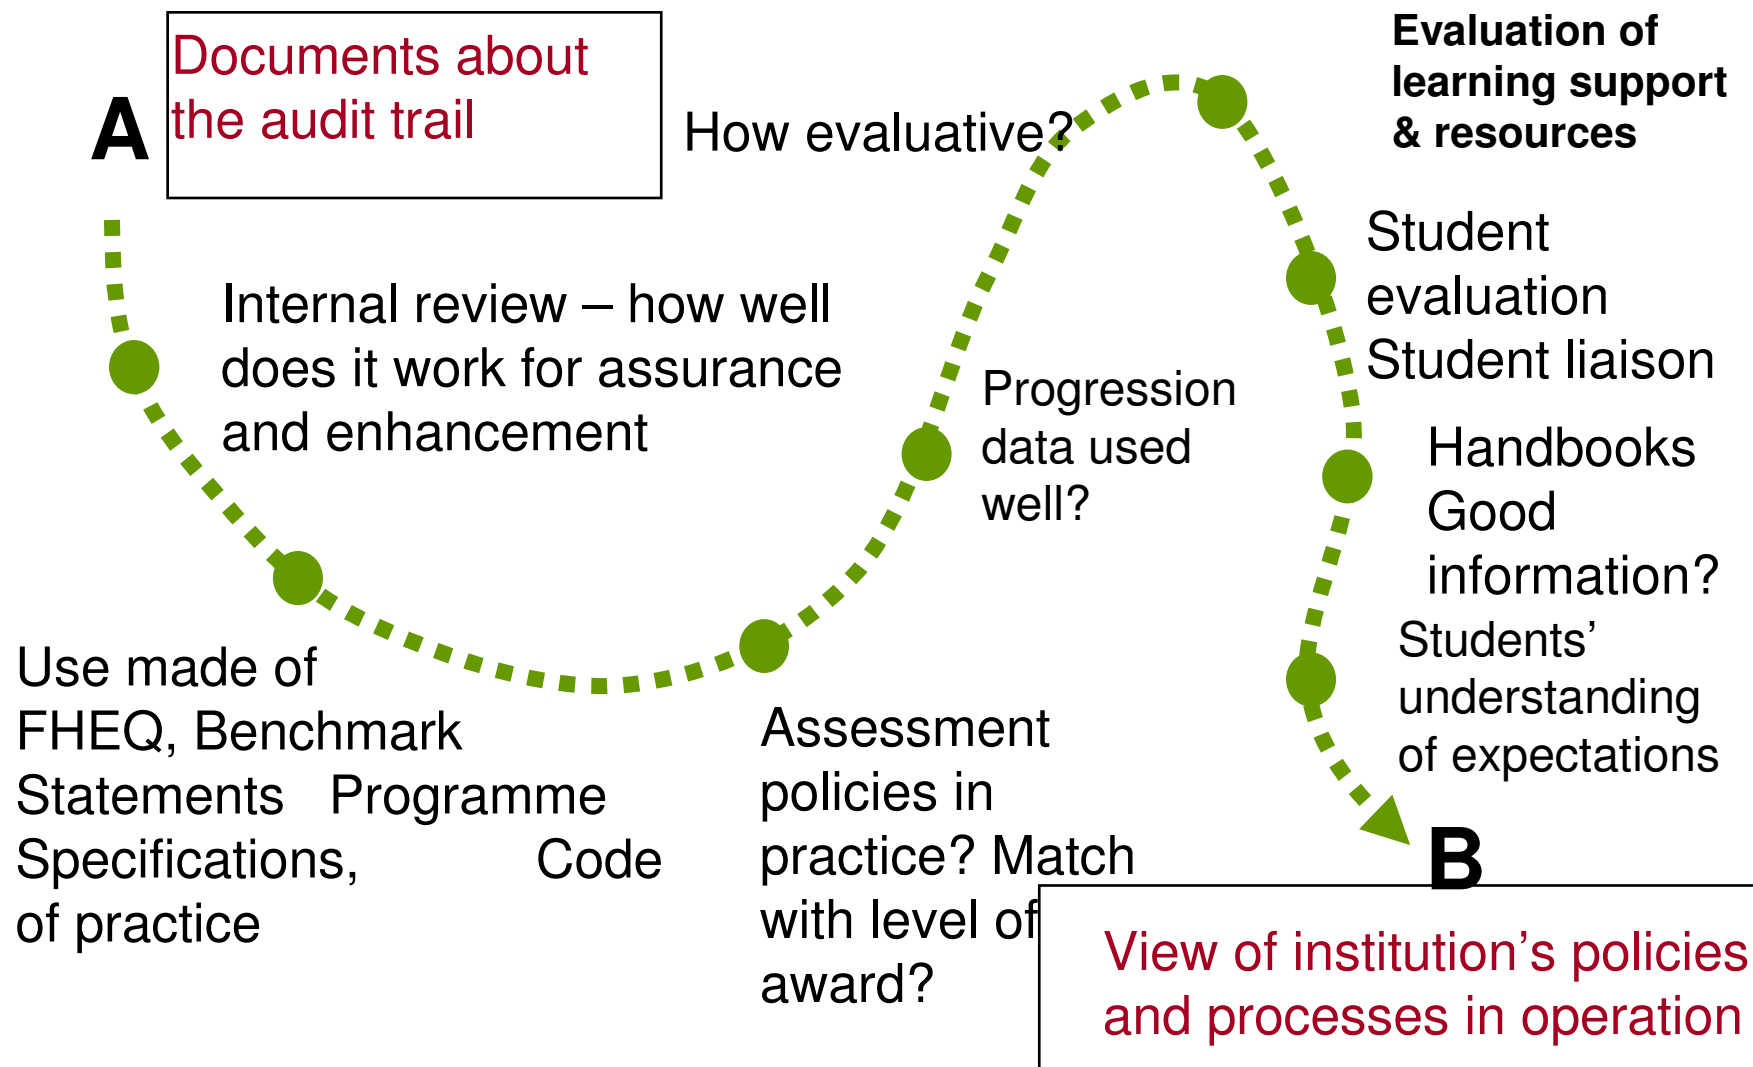 A
Documents about
the audit trail
How evaluative?
Evaluation of
learning support
& resources
Internal review – how well
does it work for assurance
and enhancement
Student
evaluation
Student liaison
Progression
data used
well?
Handbooks
Good
information?
Use made of
FHEQ, Benchmark
Statements Programme
Specifications, Code
of practice
Assessment
policies in
practice? Match
with level of
award?
Students’
understanding
of expectations
B
View of institution’s policies
and processes in operation